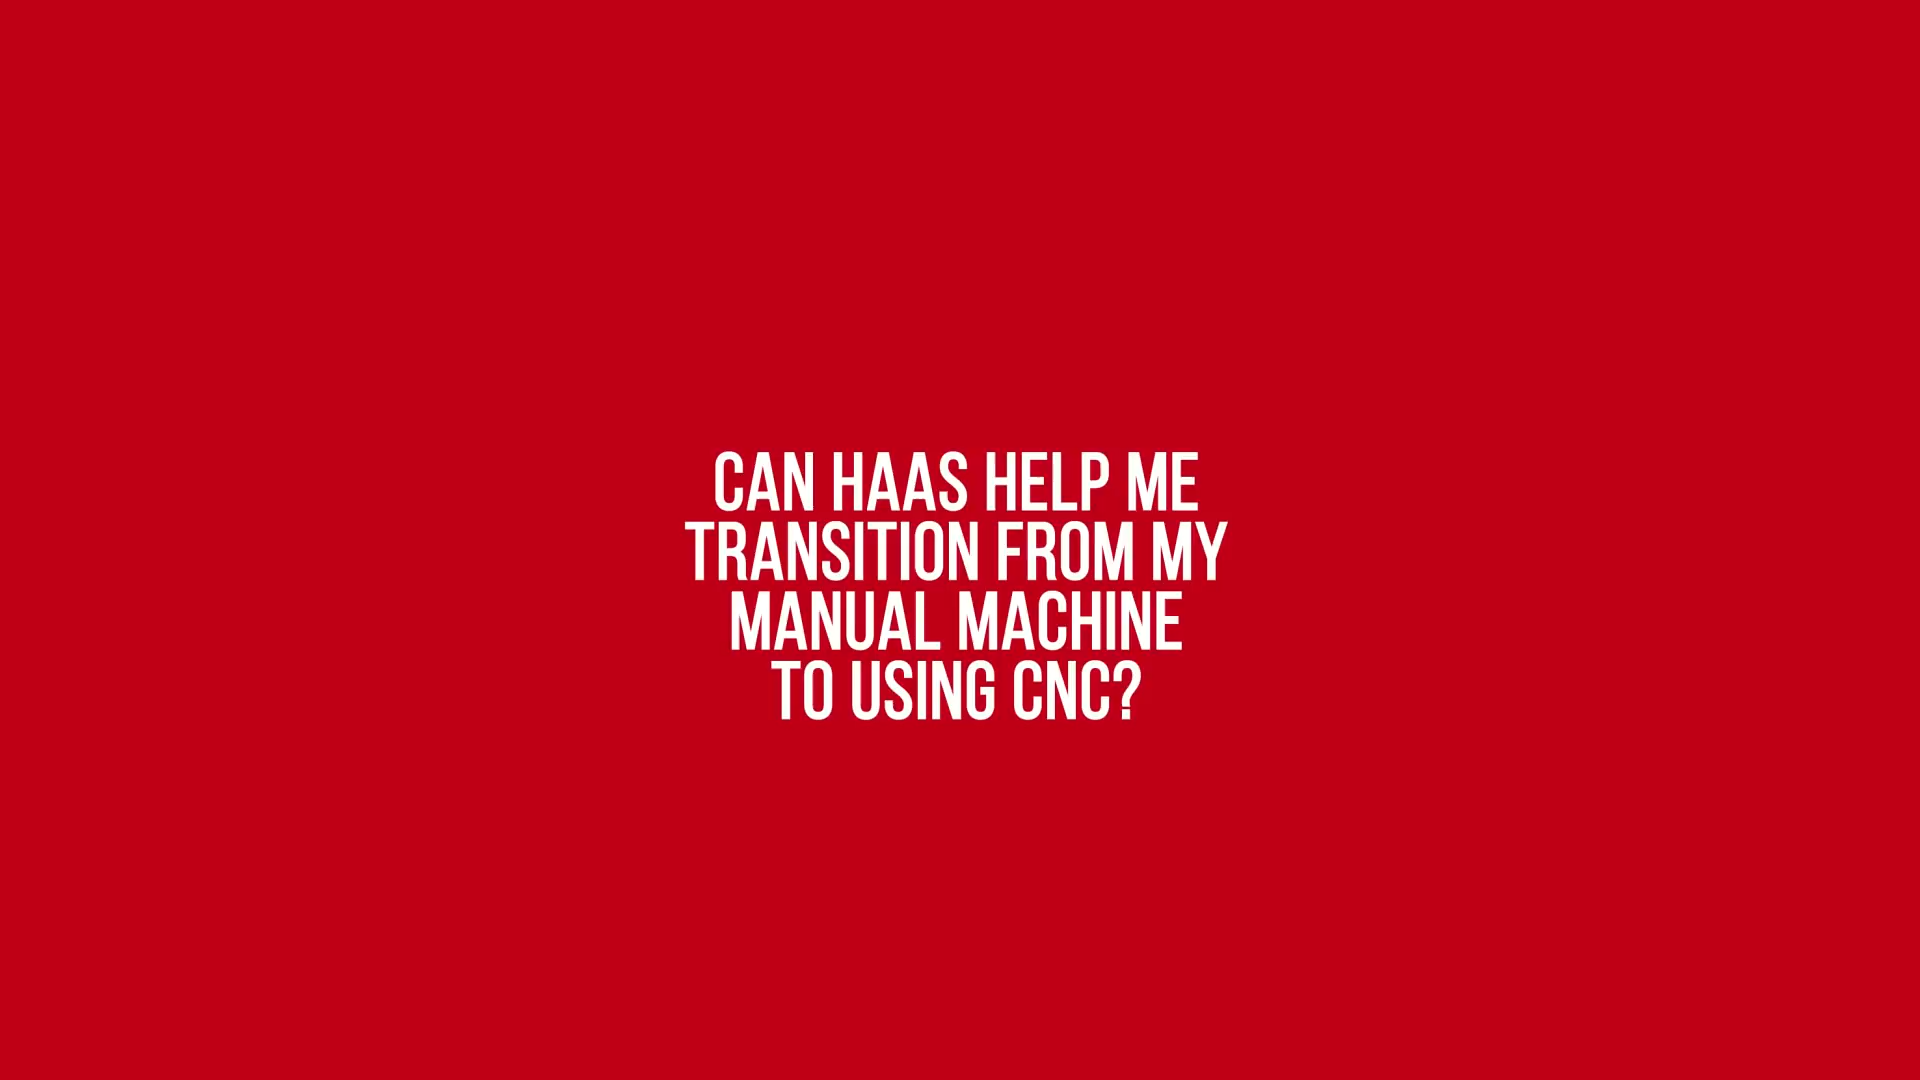 CAN HAAS HELP ME
TRANSITION FROM MY
MANUAL MACHINE
TO USING CNC?